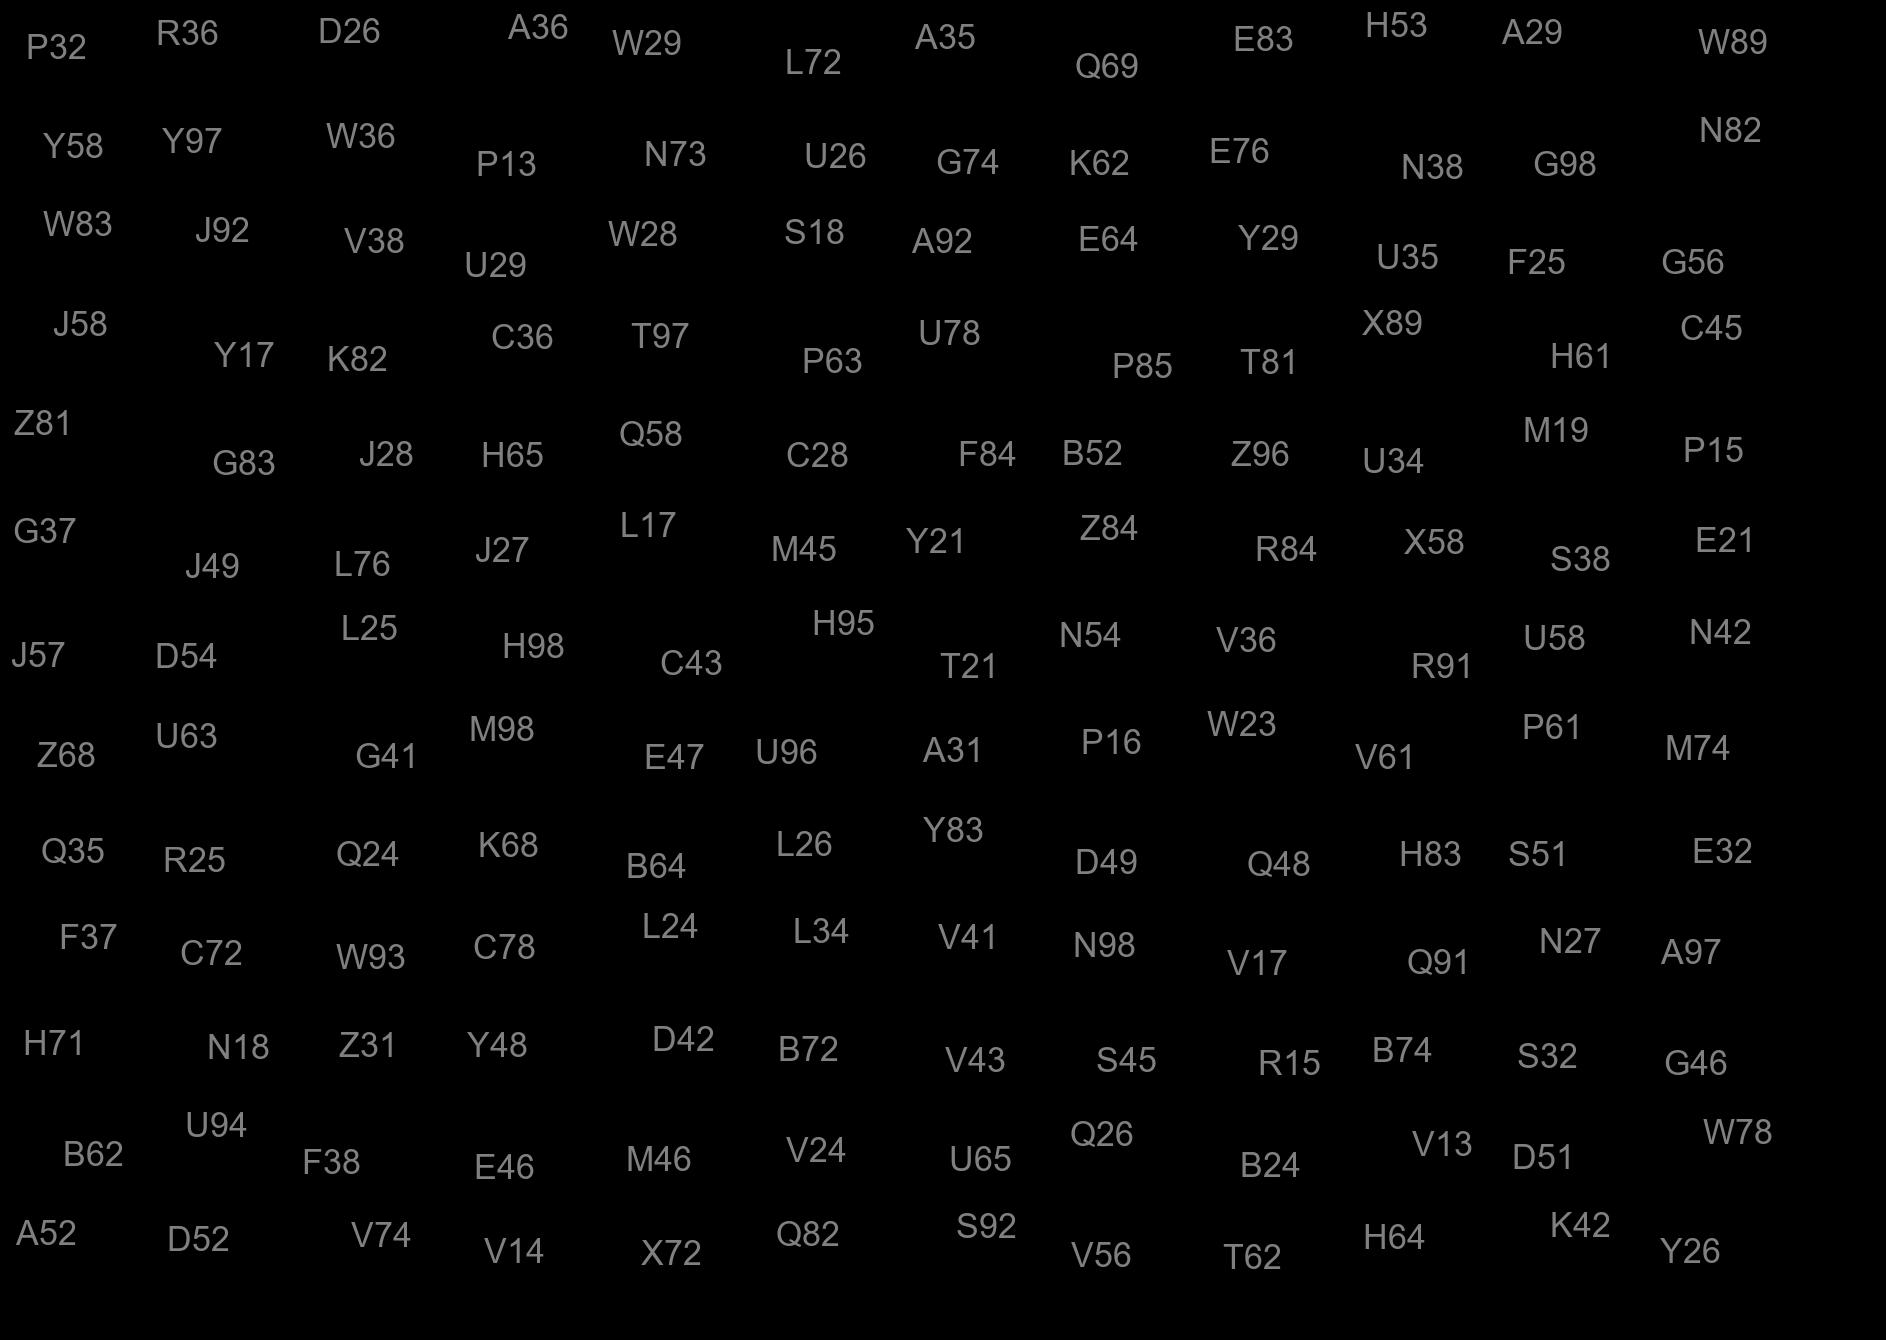 P32 R36 D26 A36 W29 L72 A35 Q69 E83 H53 A29 W89
Y58 Y97 W36 P13 N73 U26 G74 K62 E76 N38 G98 N82
W83 J92 V38 U29 W28 S18 A92 E64 Y29 U35 F25 G56
J58 Y17 K82 C36 T97 P63 U78 P85 T81 X89 H61 C45
Z81 G83 J28 H65 Q58 C28 F84 B52 Z96 U34 M19 P15
G37 J49 L76 J27 L17 M45 Y21 Z84 R84 X58 S38 E21
J57 D54 L25 H98 C43 H95 T21 N54 V36 R91 U58 N42
Z68 U63 G41 M98 E47 U96 A31 P16 W23 V61 P61 M74
Q35 R25 Q24 K68 B64 L26 Y83 D49 Q48 H83 S51 E32
F37 C72 W93 C78 L24 L34 V41 N98 V17 Q91 N27 A97
H71 N18 Z31 Y48 D42 B72 V43 S45 R15 B74 S32 G46
B62 U94 F38 E46 M46 V24 U65 Q26 B24 V13 D51 W78
A52 D52 V74 V14 X72 Q82 S92 V56 T62 H64 K42 Y26